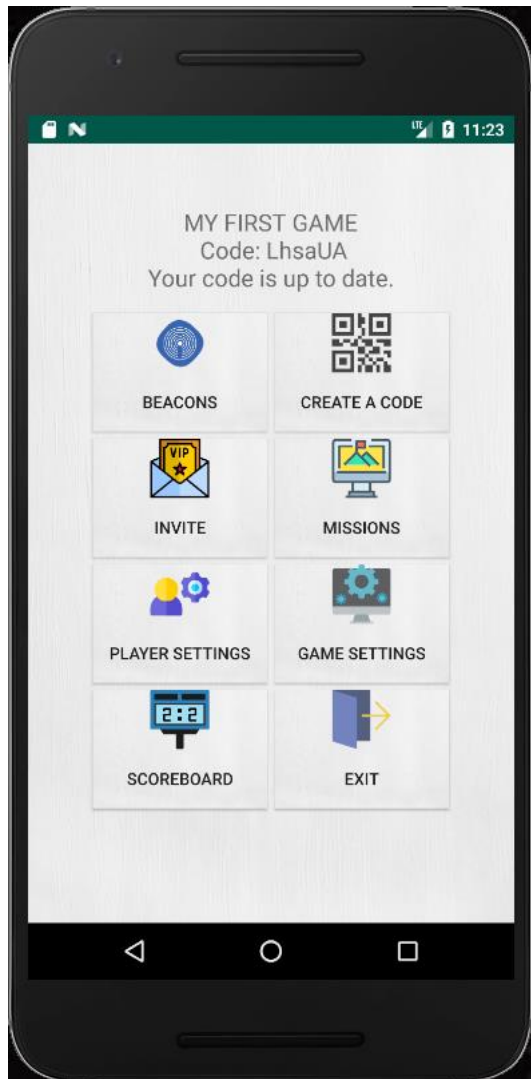 LTE 11:23
MY FIRST GAME
Code: LhsaUA
Your code is up to date.
BEACONS CREATE A CODE
VIP
INVITE MISSIONS
PLAYER SETTINGS GAME SETTINGS
2:2
SCOREBOARD EXIT